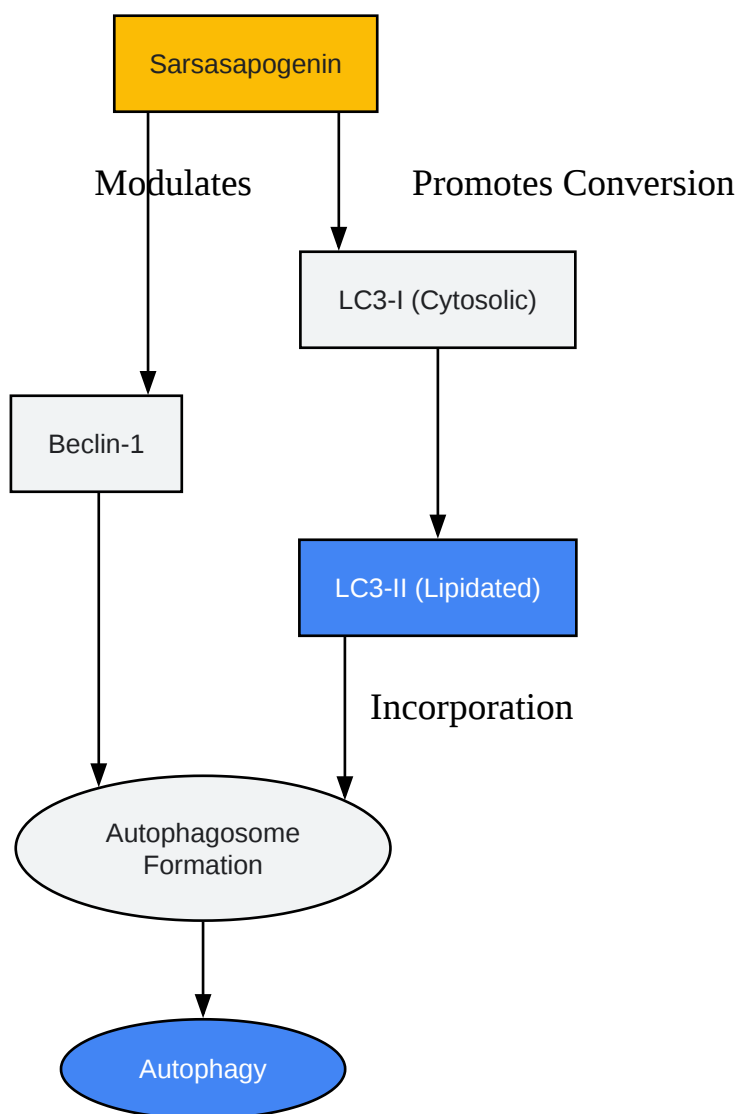 Sarsasapogenin
Modulates
Promotes Conversion
LC3-I (Cytosolic)
Beclin-1
LC3-II (Lipidated)
Incorporation
Autophagosome
Formation
Autophagy